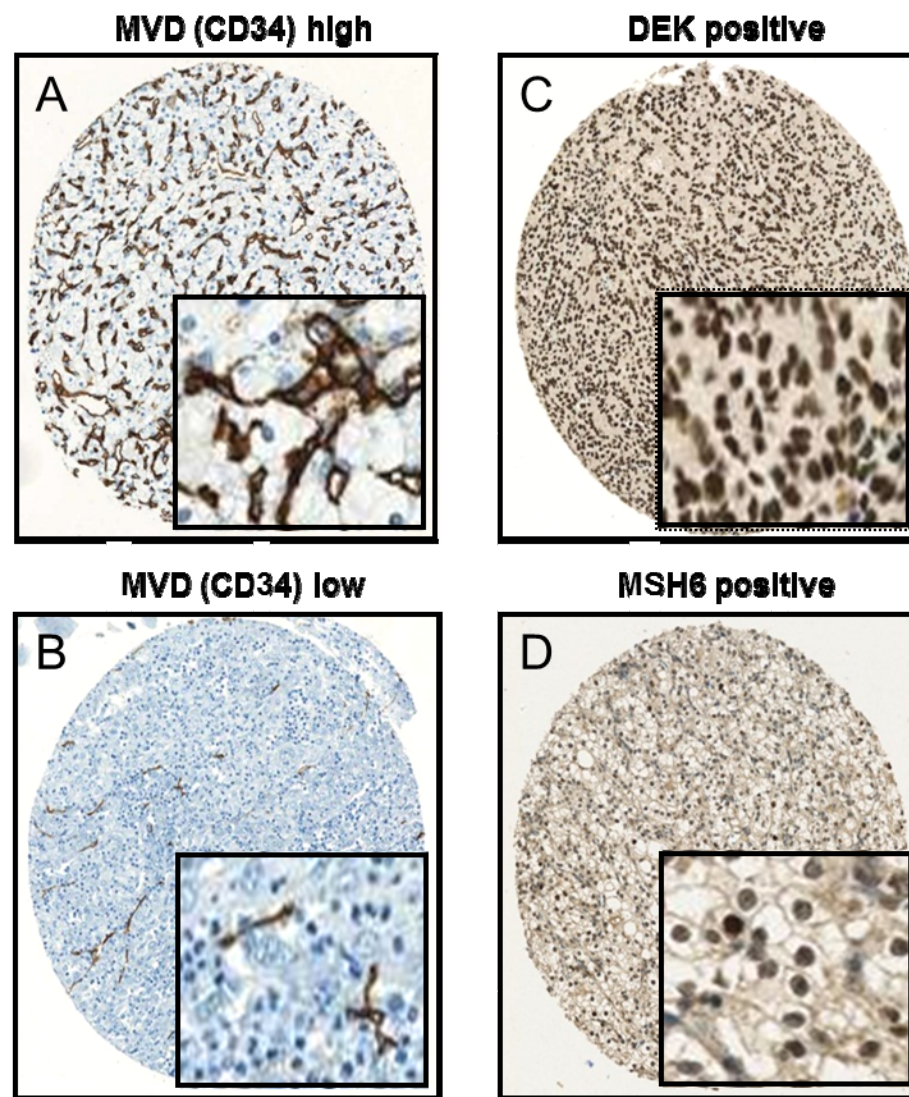 MVD (CD34) high
A
DEK positive
C
MVD (CD34) low
B
MSH6 positive
D